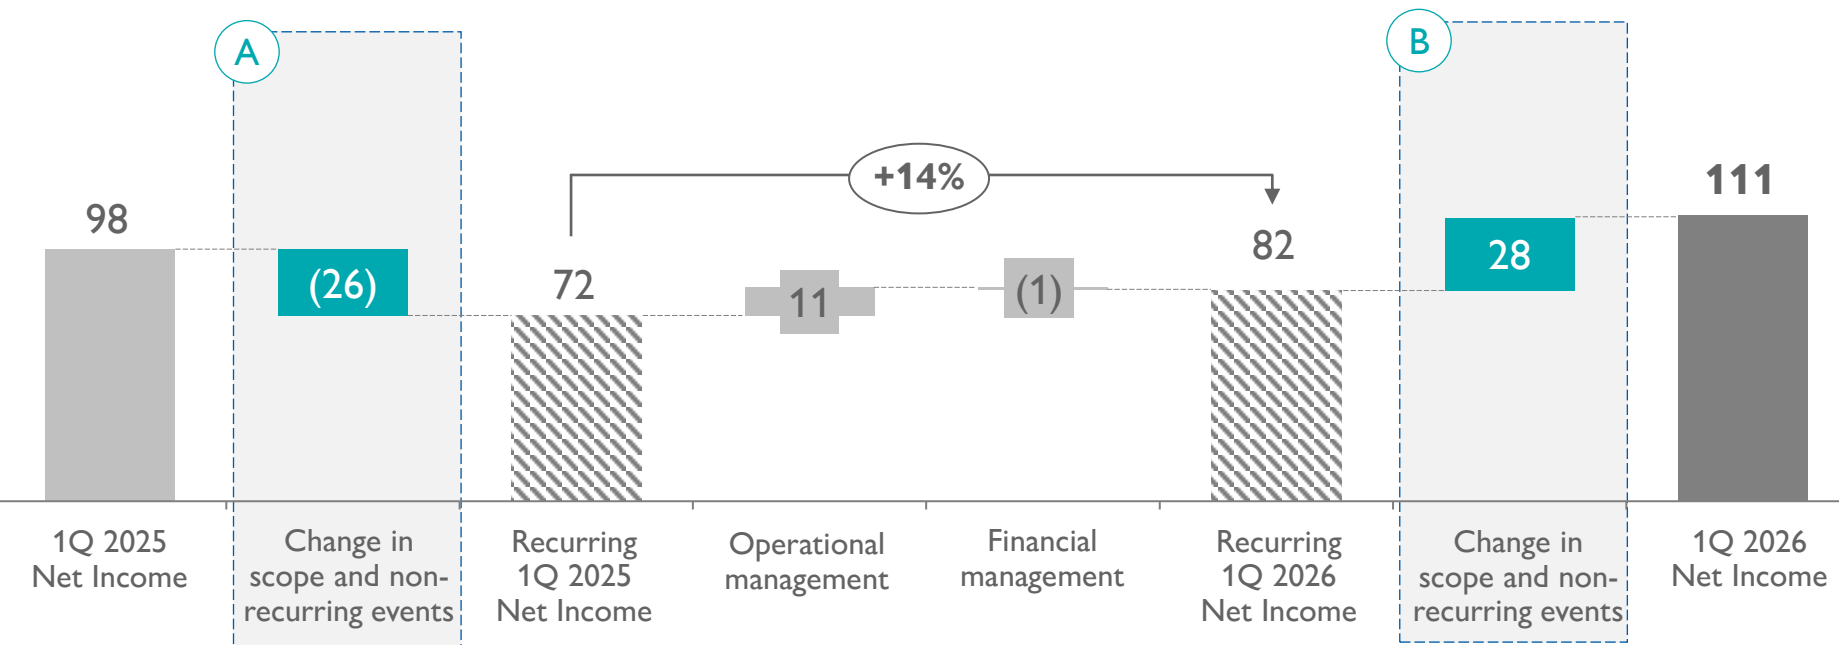 A
B
+14%
98
(26)
72
11
(1)
82
28
111
1Q 2025
Net Income
Change in
scope and non-
recurring events
Recurring
1Q 2025
Net Income
Operational
management
Financial
management
Recurring
1Q 2026
Net Income
Change in
scope and non-
recurring events
1Q 2026
Net Income